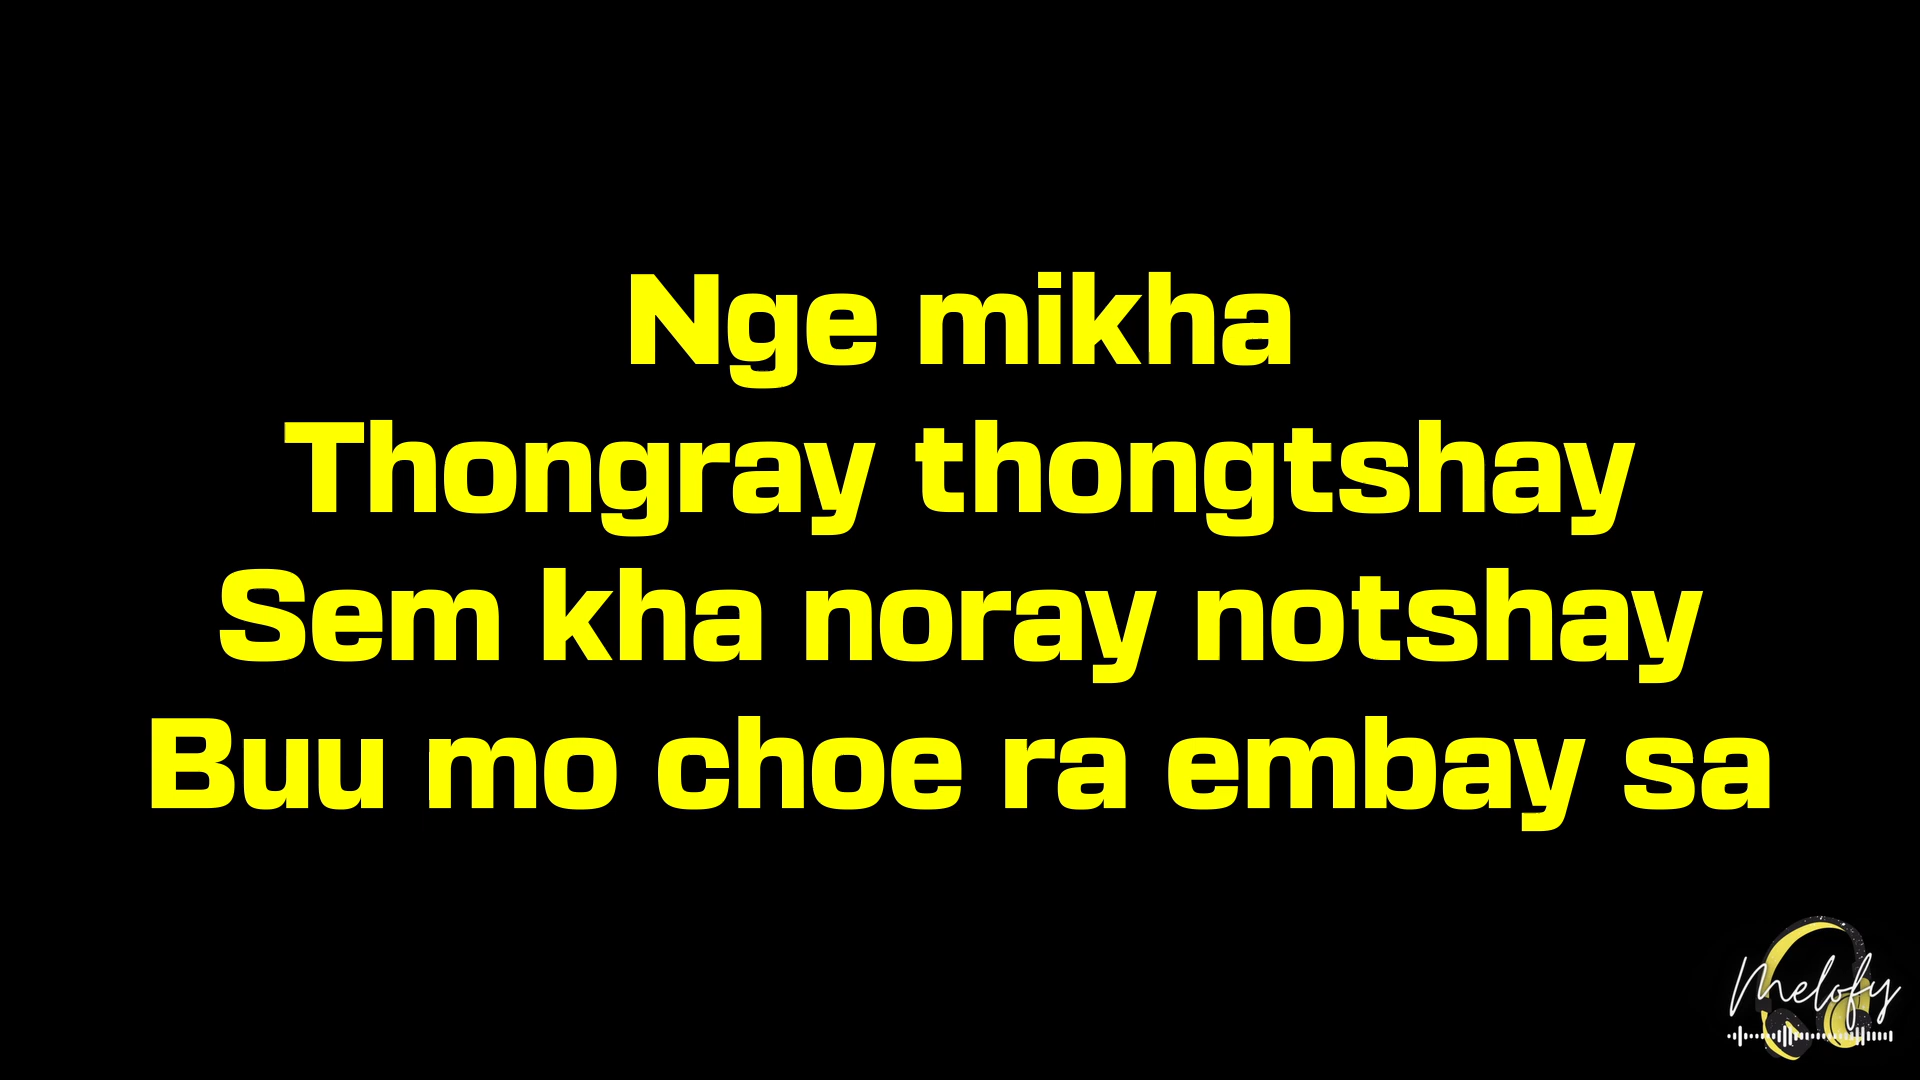 Nge mikha
Thongray thongtshay
Sem kha noray notshay
Buu mo choe ra embay sa
Melofy